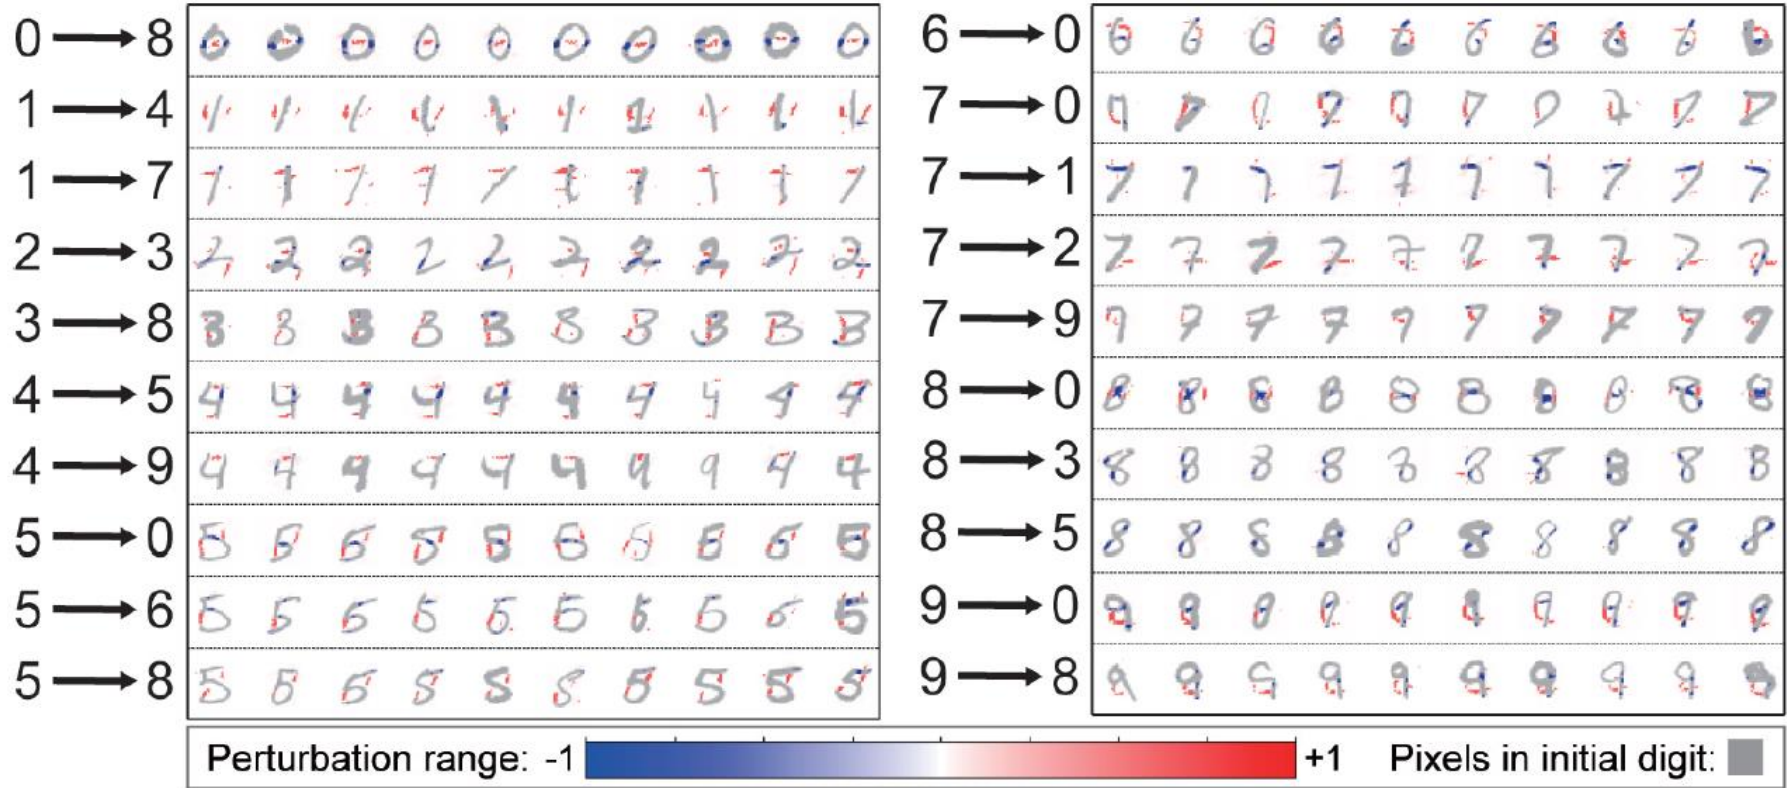 0 → 8
1 → 4
1 → 7
2 → 3
3 → 8
4 → 5
4 → 9
5 → 0
5 → 6
5 → 8
6 → 0
7 → 0
7 → 1
7 → 2
7 → 9
8 → 0
8 → 3
8 → 5
9 → 0
9 → 8
Perturbation range: -1 +1 Pixels in initial digit: